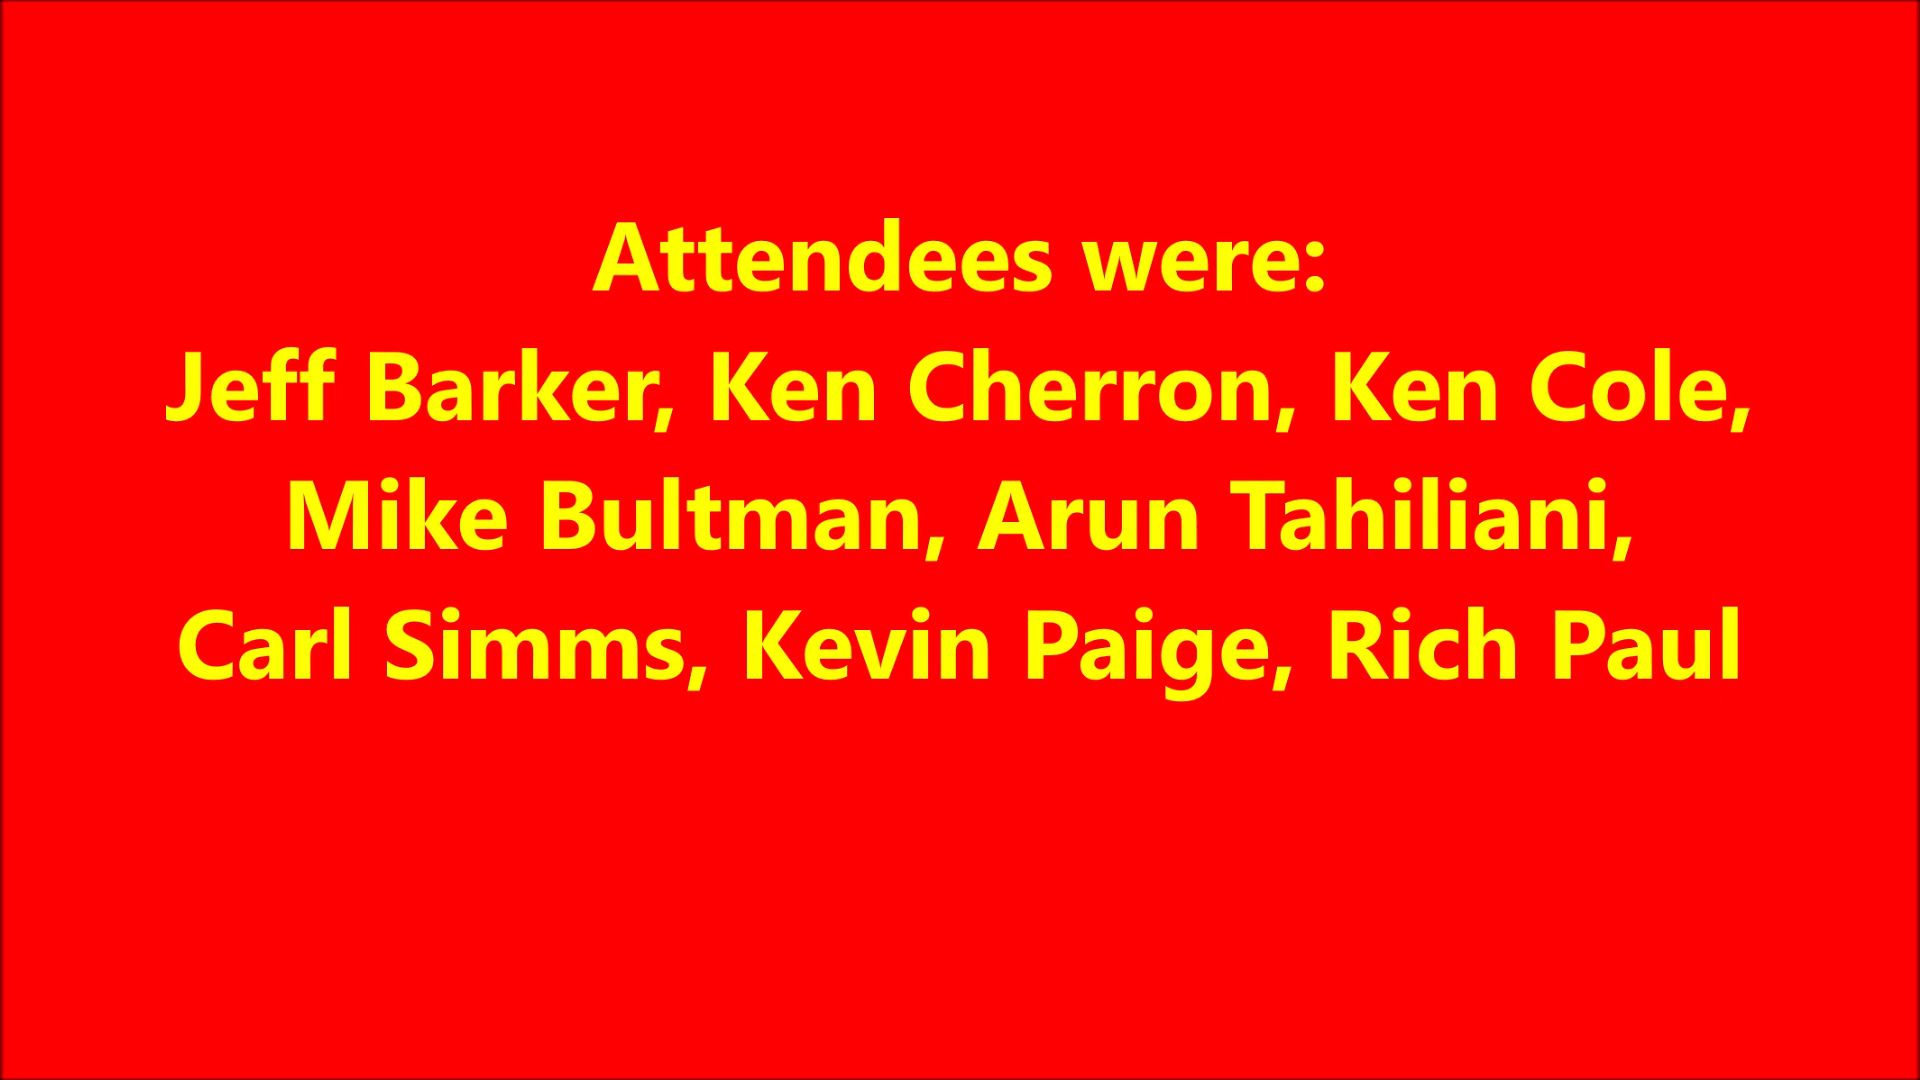 Attendees were:
Jeff Barker, Ken Cherron, Ken Cole,
Mike Bultman, Arun Tahiliani,
Carl Simms, Kevin Paige, Rich Paul